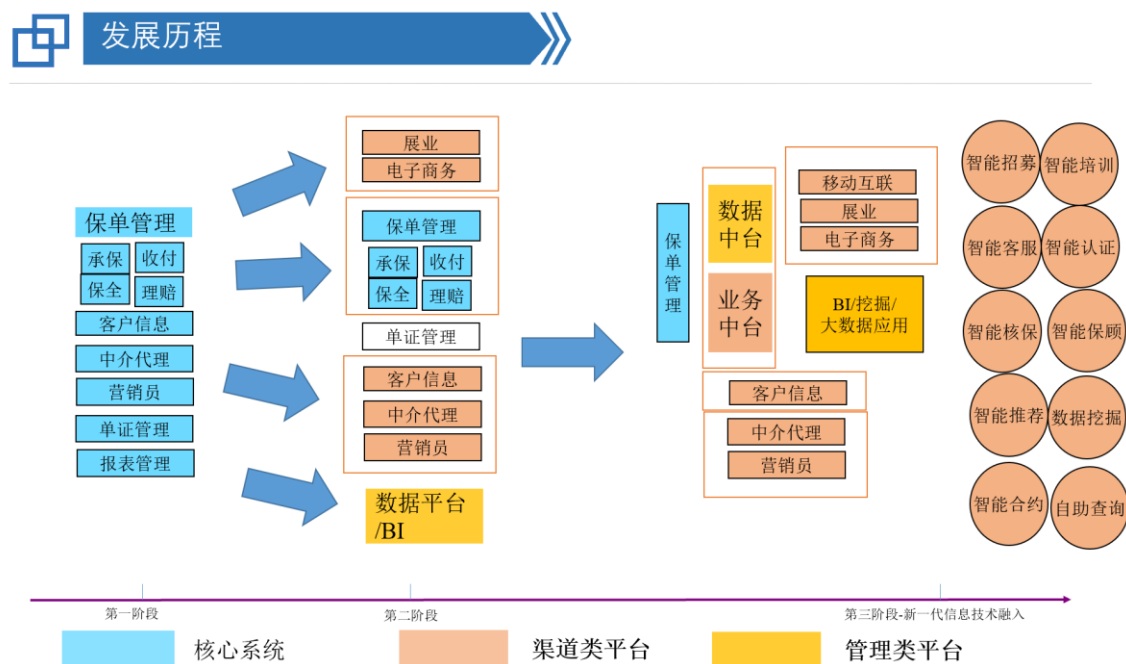 发展历程
保单管理
承保
收付
保全
理赔
客户信息
中介代理
营销员
单证管理
报表管理
展业
电子商务
保单管理
承保
收付
保全
理赔
单证管理
客户信息
中介代理
营销员
数据平台
/BI
保
单
管
理
数据
中台
业务
中台
移动互联
展业
电子商务
BI/挖掘/
大数据应用
客户信息
中介代理
营销员
智能招募
智能培训
智能客服
智能认证
智能核保
智能保顾
智能推荐
数据挖掘
智能合约
自助查询
第一阶段
第二阶段
第三阶段-新一代信息技术融入
核心系统
渠道类平台
管理类平台